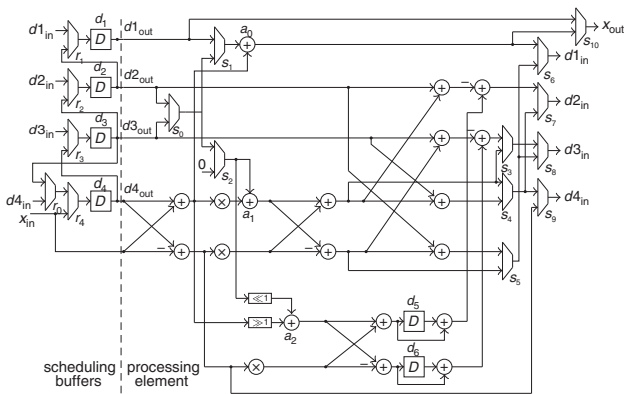 d1in
d1
D
d1out
r1
d2in
d2
D
d2out
r2
d3in
d3
D
d3out
r3
d4in
r0
xin
r4
d4
D
d4out
s0
s1
a0
s2
0
a1
×
×
+
+
+
+
−
−
−
−
s10
xout
s6
d1in
s7
d2in
s3
s8
d3in
s4
s9
d4in
s5
≪1
≫1
a2
×
−
d5
D
d6
D
scheduling
buffers
processing
element